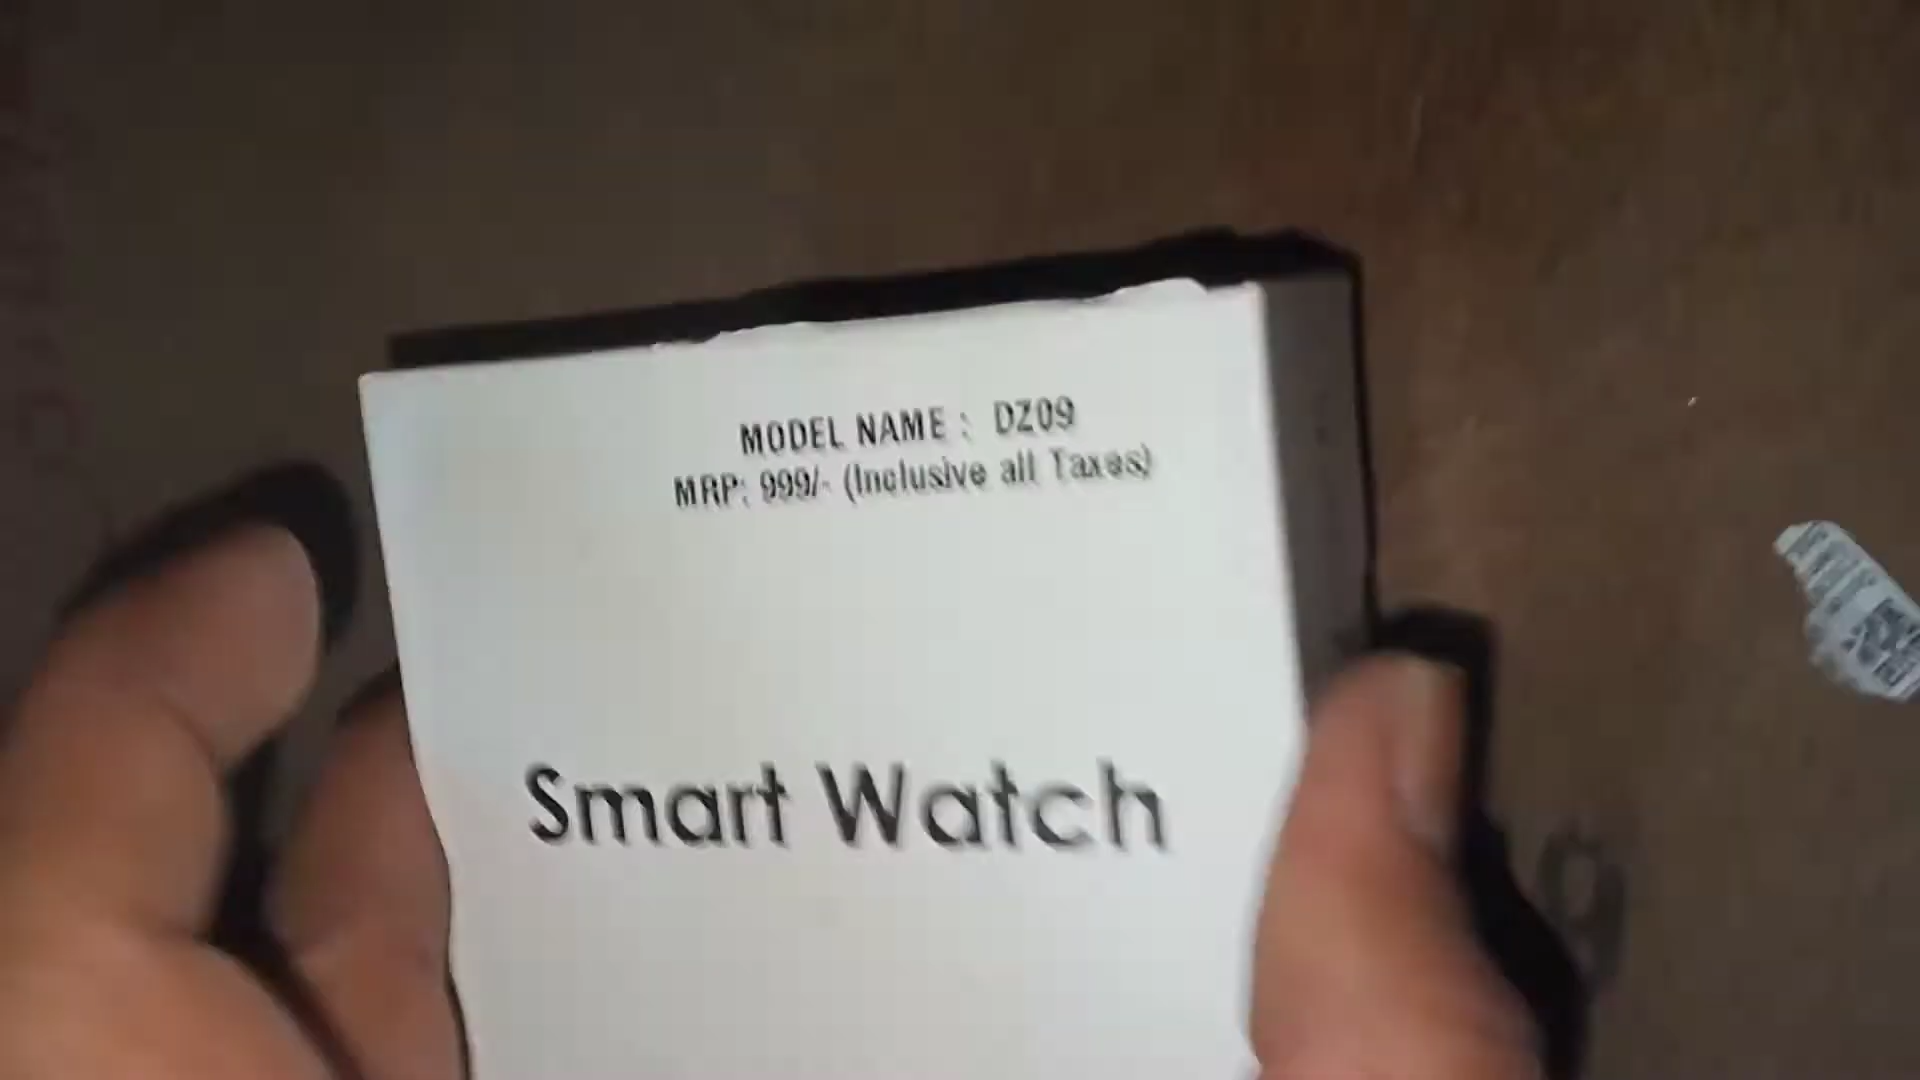 MODEL NAME : DZ09
MRP: 999/- (Inclusive all Taxes)
Smart Watch